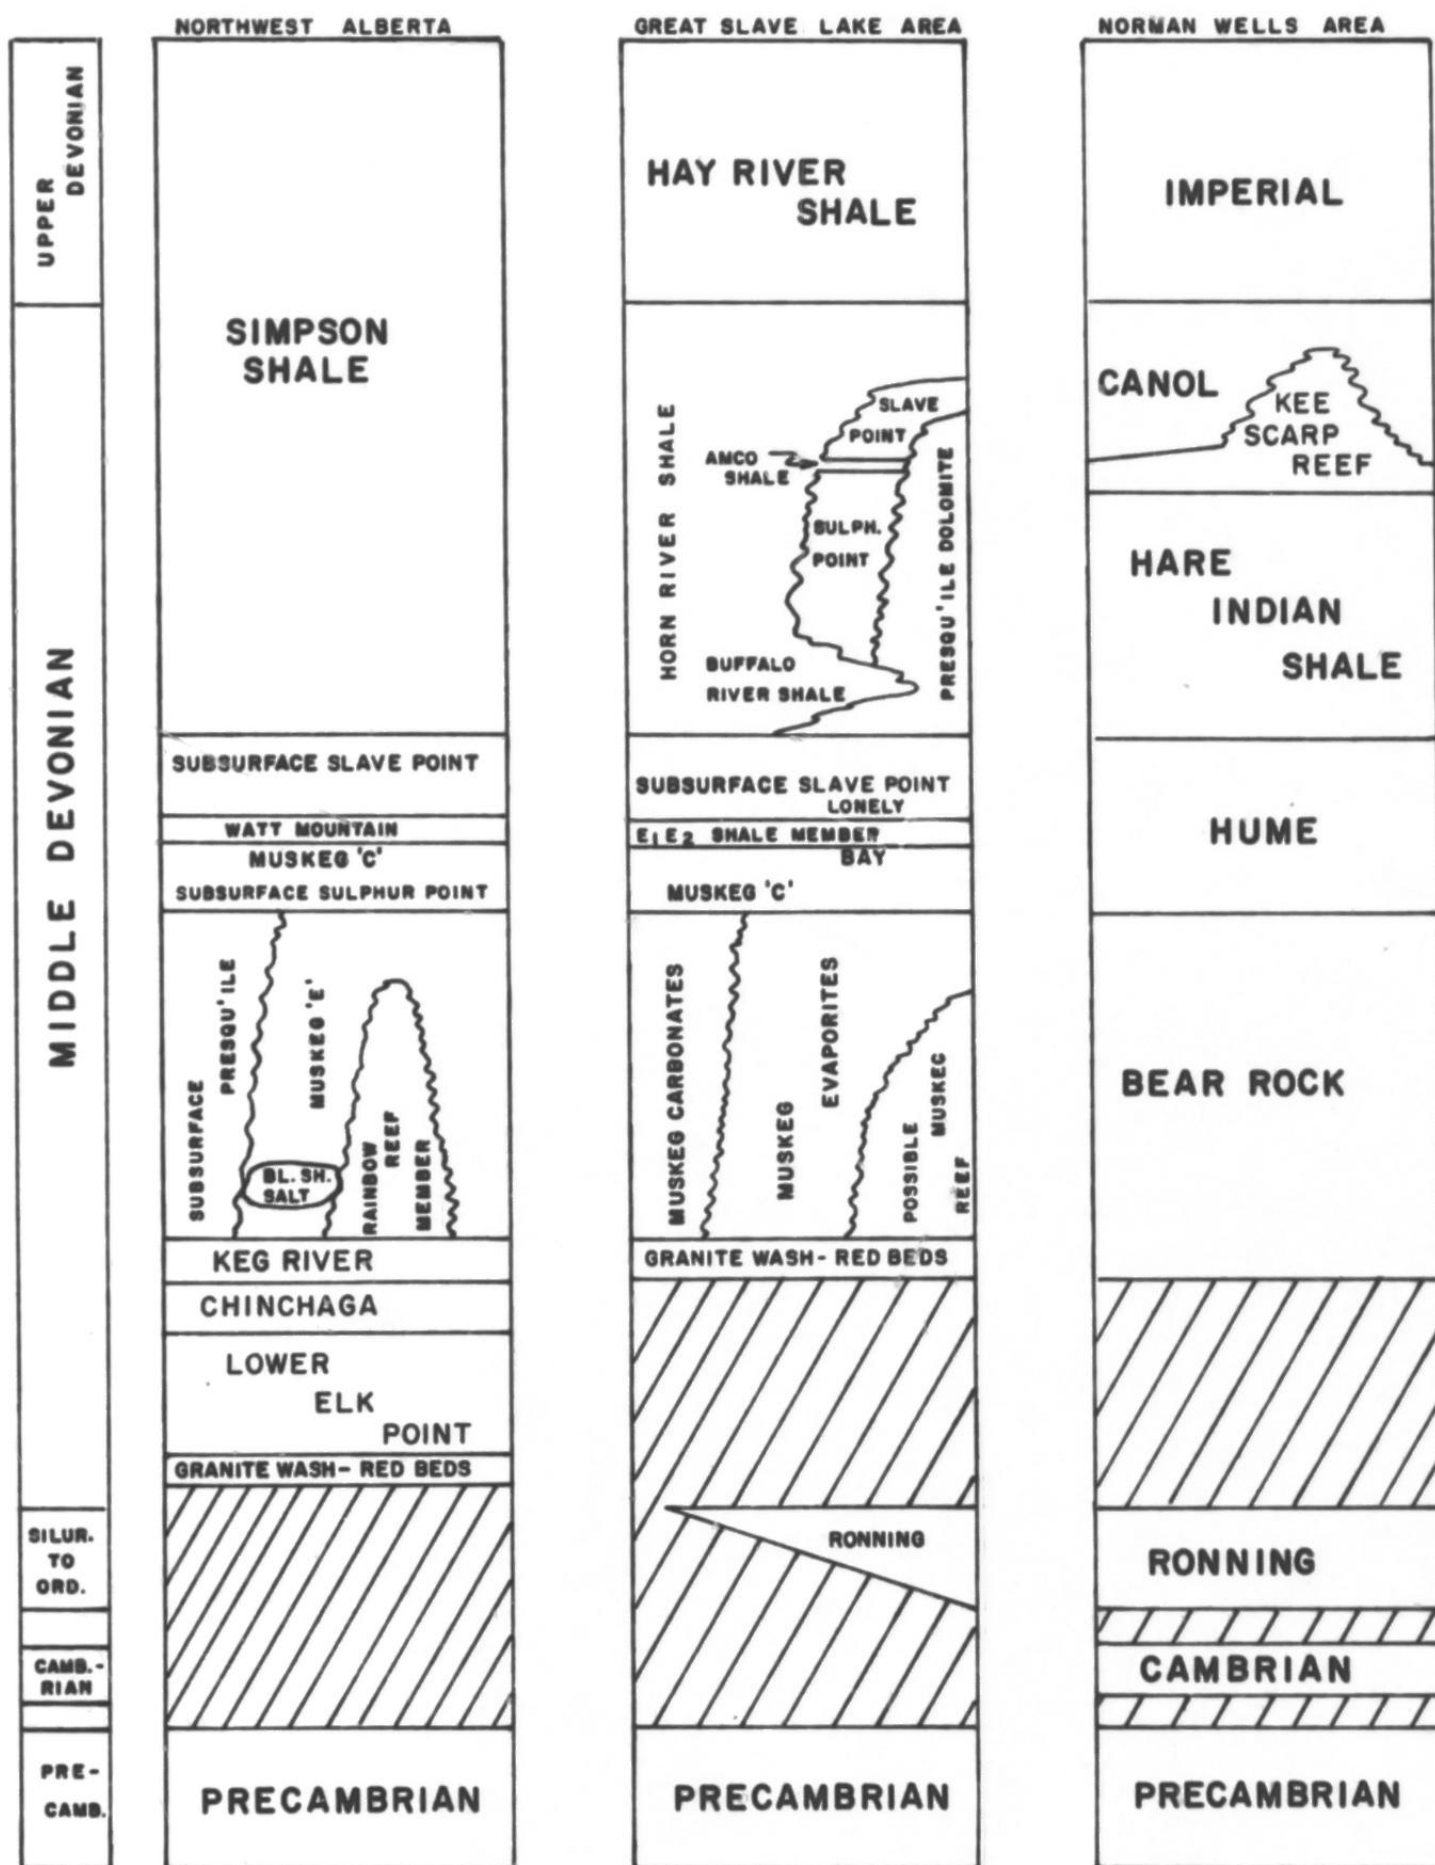 NORTHWEST ALBERTA
GREAT SLAVE LAKE AREA
NORMAN WELLS AREA
UPPER
DEVONIAN
MIDDLE DEVONIAN
SILUR.
TO
ORD.
CAMB.-
RIAN
PRE-
CAMB.
SIMPSON
SHALE
SUBSURFACE SLAVE POINT
WATT MOUNTAIN
MUSKEG 'C'
SUBSURFACE SULPHUR POINT
SUBSURFACE
PRESQU'ILE
MUSKEG 'E'
BL. SH.
SALT
RAINBOW
REEF
MEMBER
KEG RIVER
CHINCHAGA
LOWER
ELK
POINT
GRANITE WASH - RED BEDS
PRECAMBRIAN
HAY RIVER
SHALE
HORN RIVER SHALE
SLAVE
POINT
AMCO
SHALE
SULPH.
POINT
PRESQU'ILE DOLOMITE
BUFFALO
RIVER SHALE
SUBSURFACE SLAVE POINT
LONELY
E1 E2 SHALE MEMBER
BAY
MUSKEG 'C'
MUSKEG CARBONATES
MUSKEG
EVAPORITES
POSSIBLE
MUSKEC
REEF
GRANITE WASH - RED BEDS
RONNING
PRECAMBRIAN
IMPERIAL
CANOL
KEE
SCARP
REEF
HARE
INDIAN
SHALE
HUME
BEAR ROCK
RONNING
CAMBRIAN
PRECAMBRIAN